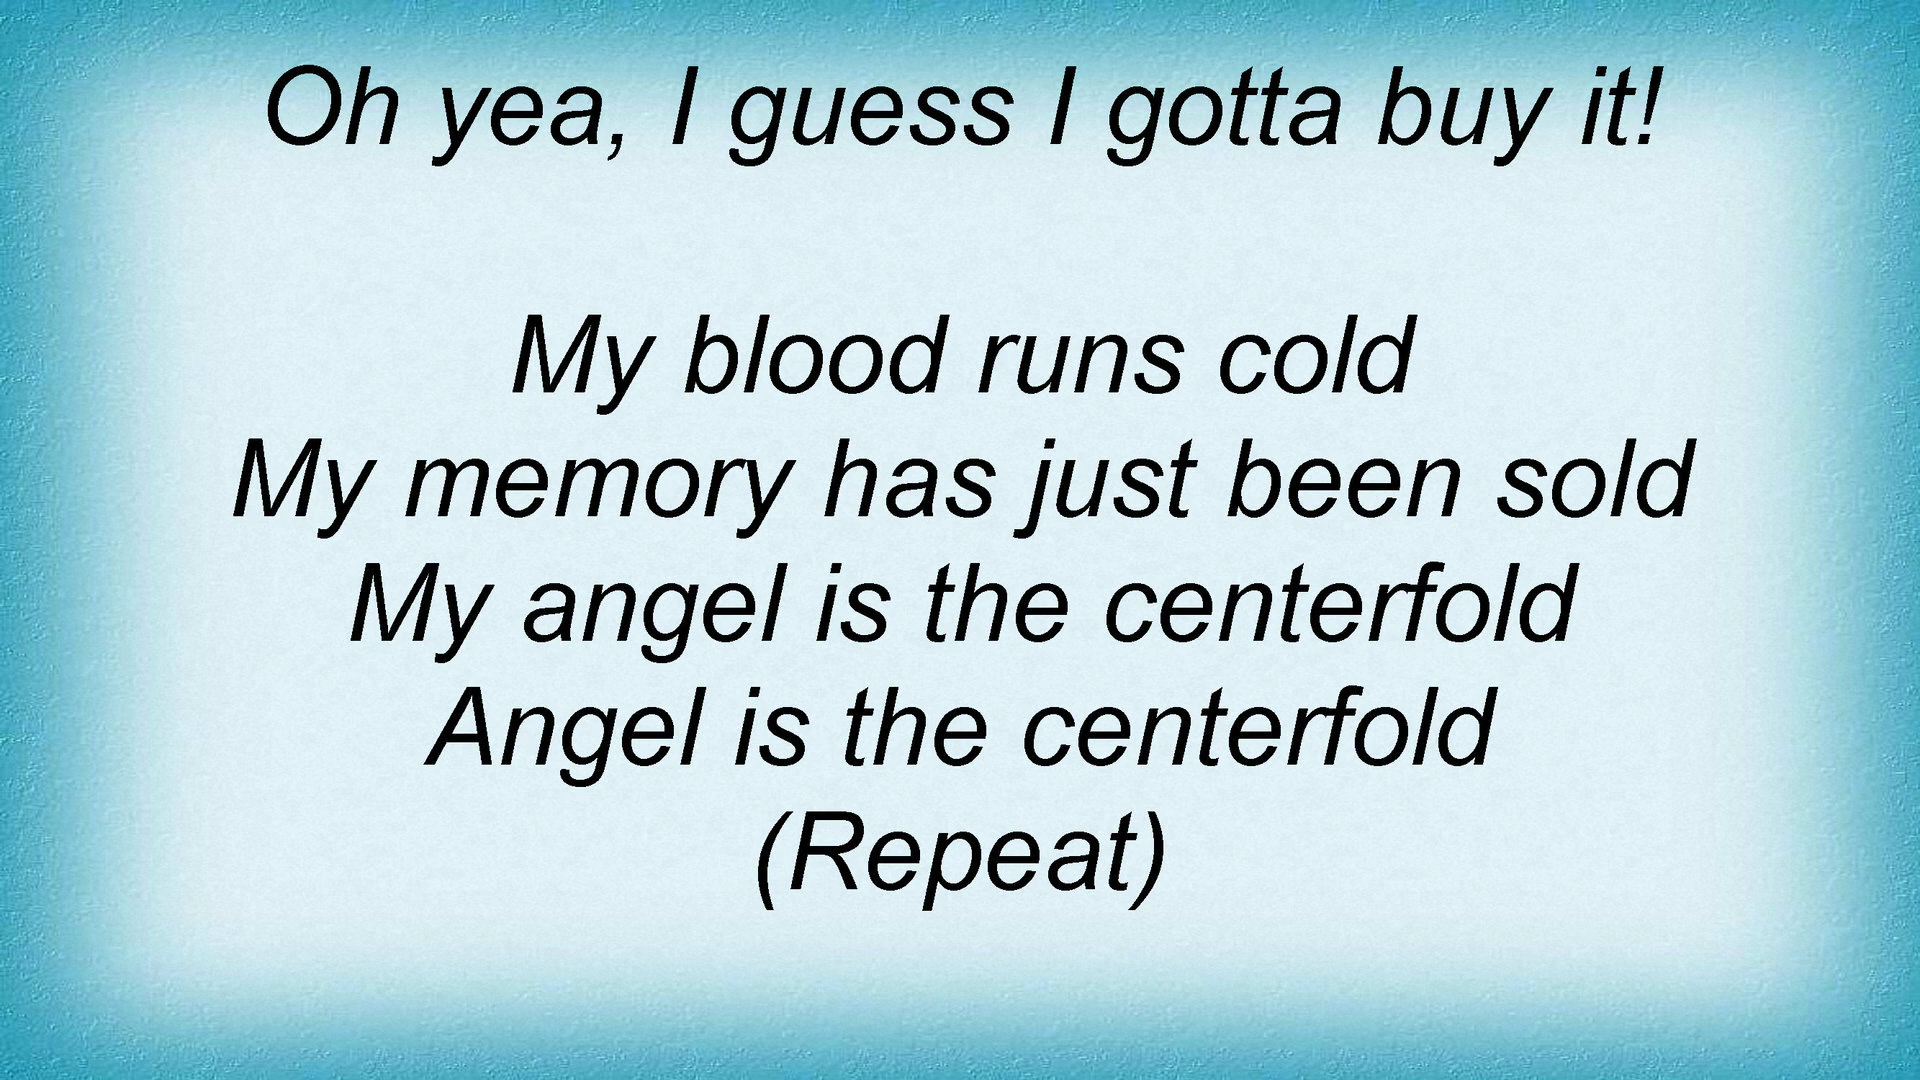 Oh yea, I guess I gotta buy it!
My blood runs cold
My memory has just been sold
My angel is the centerfold
Angel is the centerfold
(Repeat)